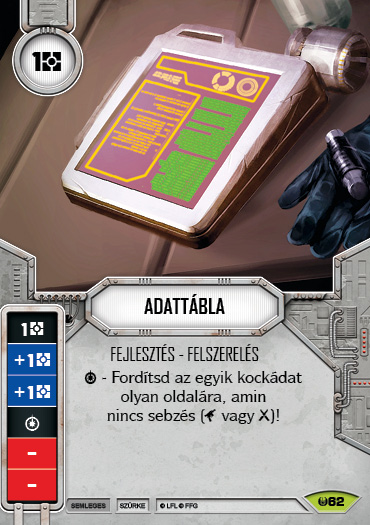 1
ADATTÁBLA
FEJLESZTÉS - FELSZERELÉS
- Fordítsd az egyik kockádat
olyan oldalára, amin
nincs sebzés ( vagy )!
1
+1
+1
–
–
SEMLEGES SZÜRKE © LFL © FFG 62